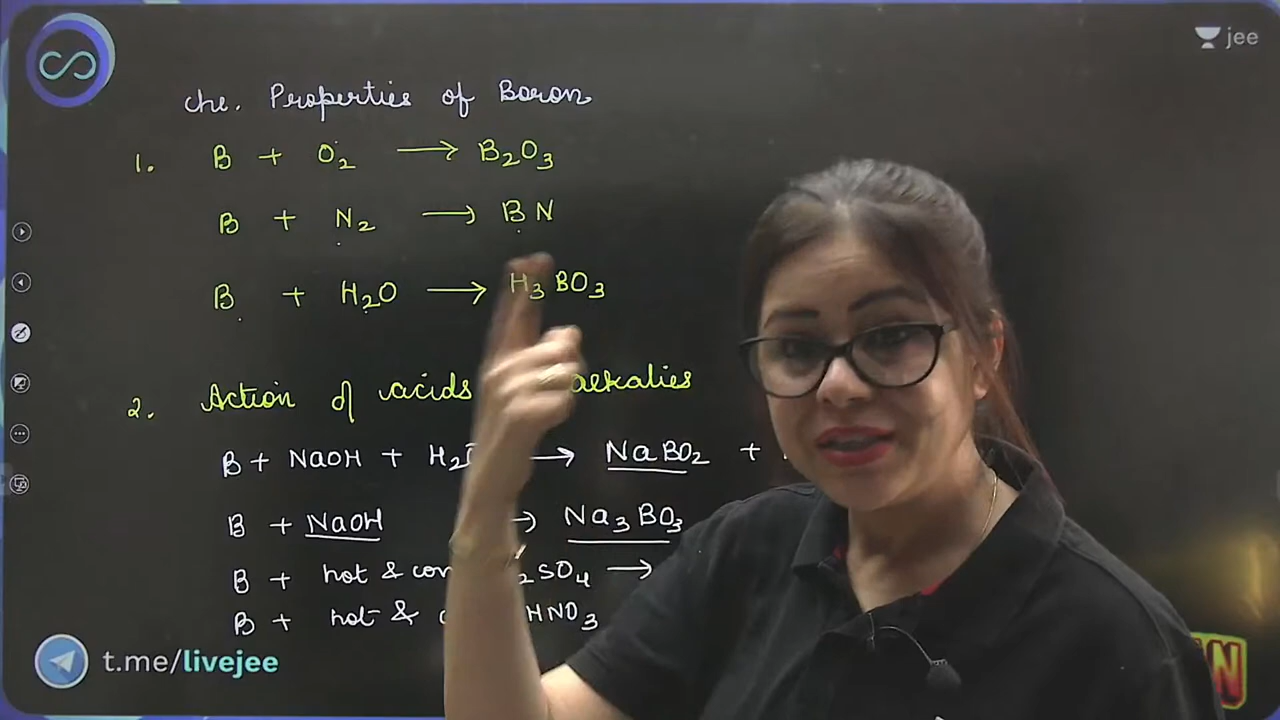 jee
che. Properties of Boron
1. B + O2 → B2O3
B + N2 → BN
B + H2O → H3BO3
2. Action of acids alkalies
B + NaOH + H2 → NaBO2 +
B + NaOH → Na3BO3
B + hot & con 2SO4 →
B + hot & HNO3
t.me/livejee
N